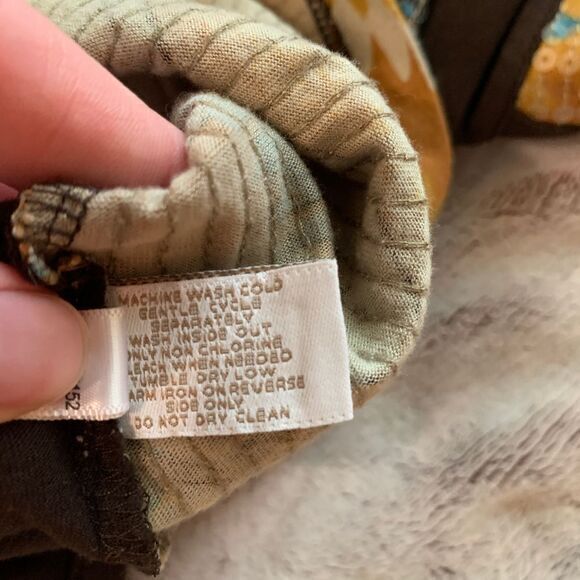 MACHINE WASH COLD
GENTLE CYCLE
SEPARATELY
WASH INSIDE OUT
ONLY NON CHLORINE
BLEACH WHEN NEEDED
TUMBLE DRY LOW
WARM IRON ON REVERSE
SIDE ONLY
DO NOT DRY CLEAN
152